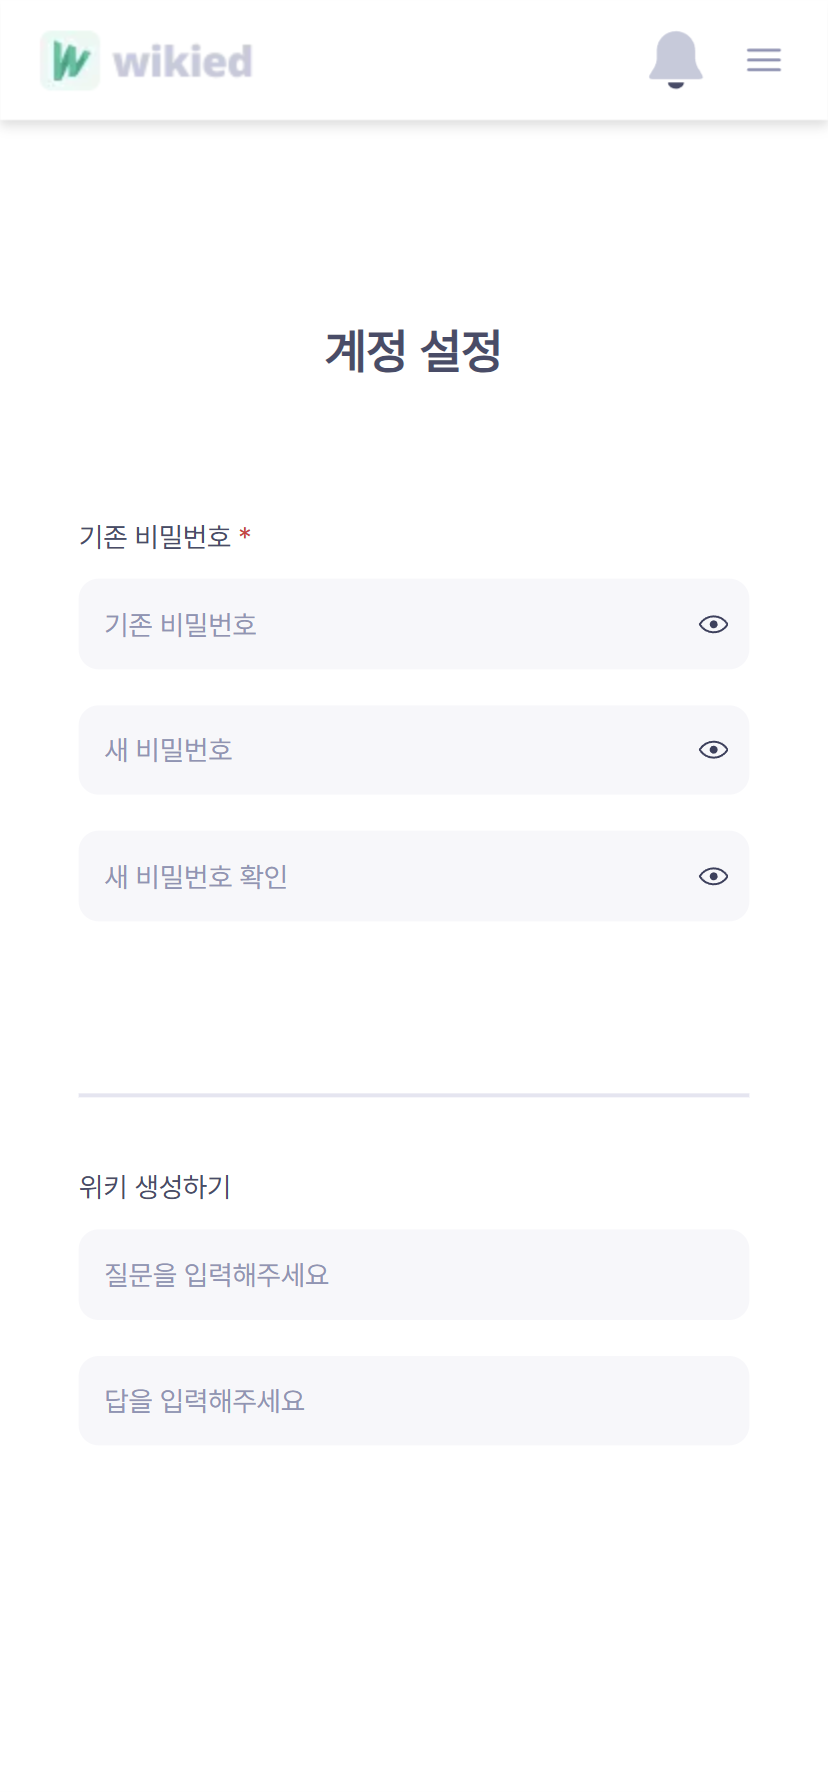 wikied
계정 설정
기존 비밀번호 *
기존 비밀번호
새 비밀번호
새 비밀번호 확인
위키 생성하기
질문을 입력해주세요
답을 입력해주세요